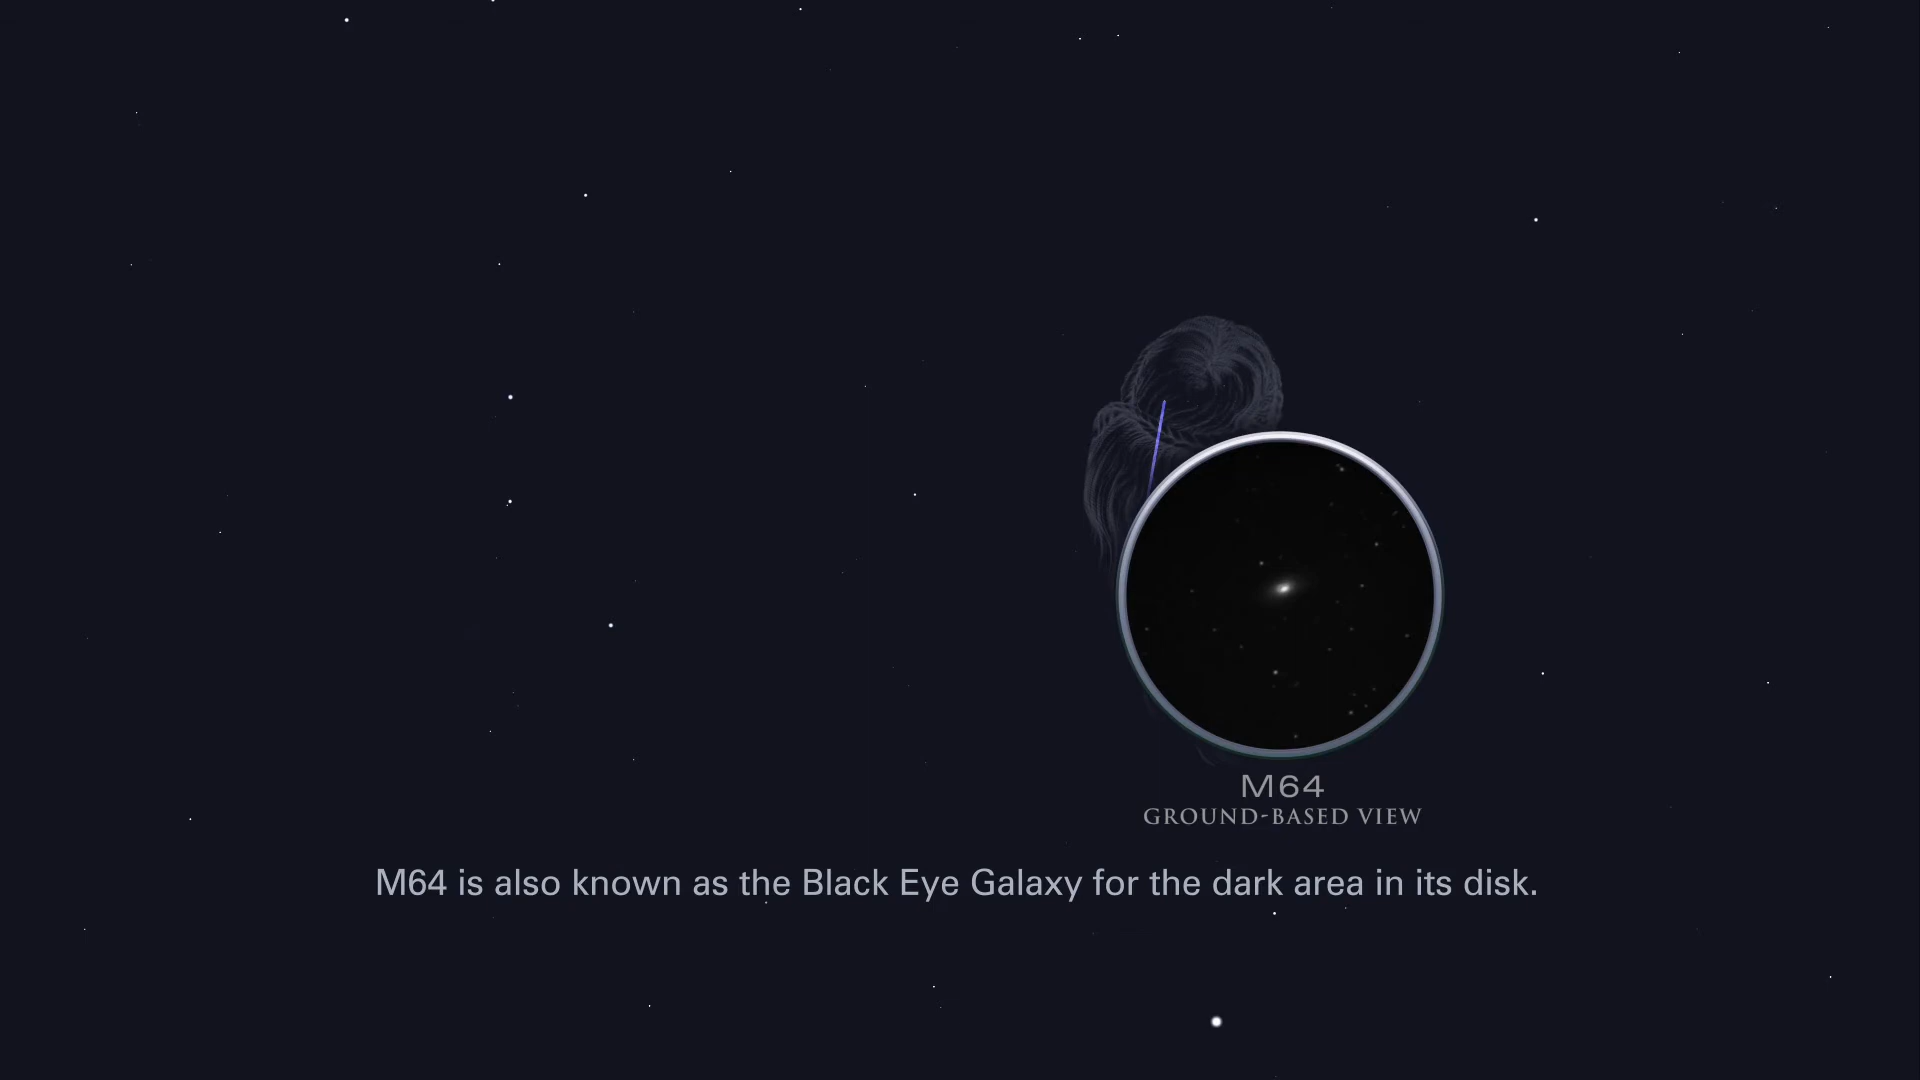 M64
GROUND-BASED VIEW
M64 is also known as the Black Eye Galaxy for the dark area in its disk.